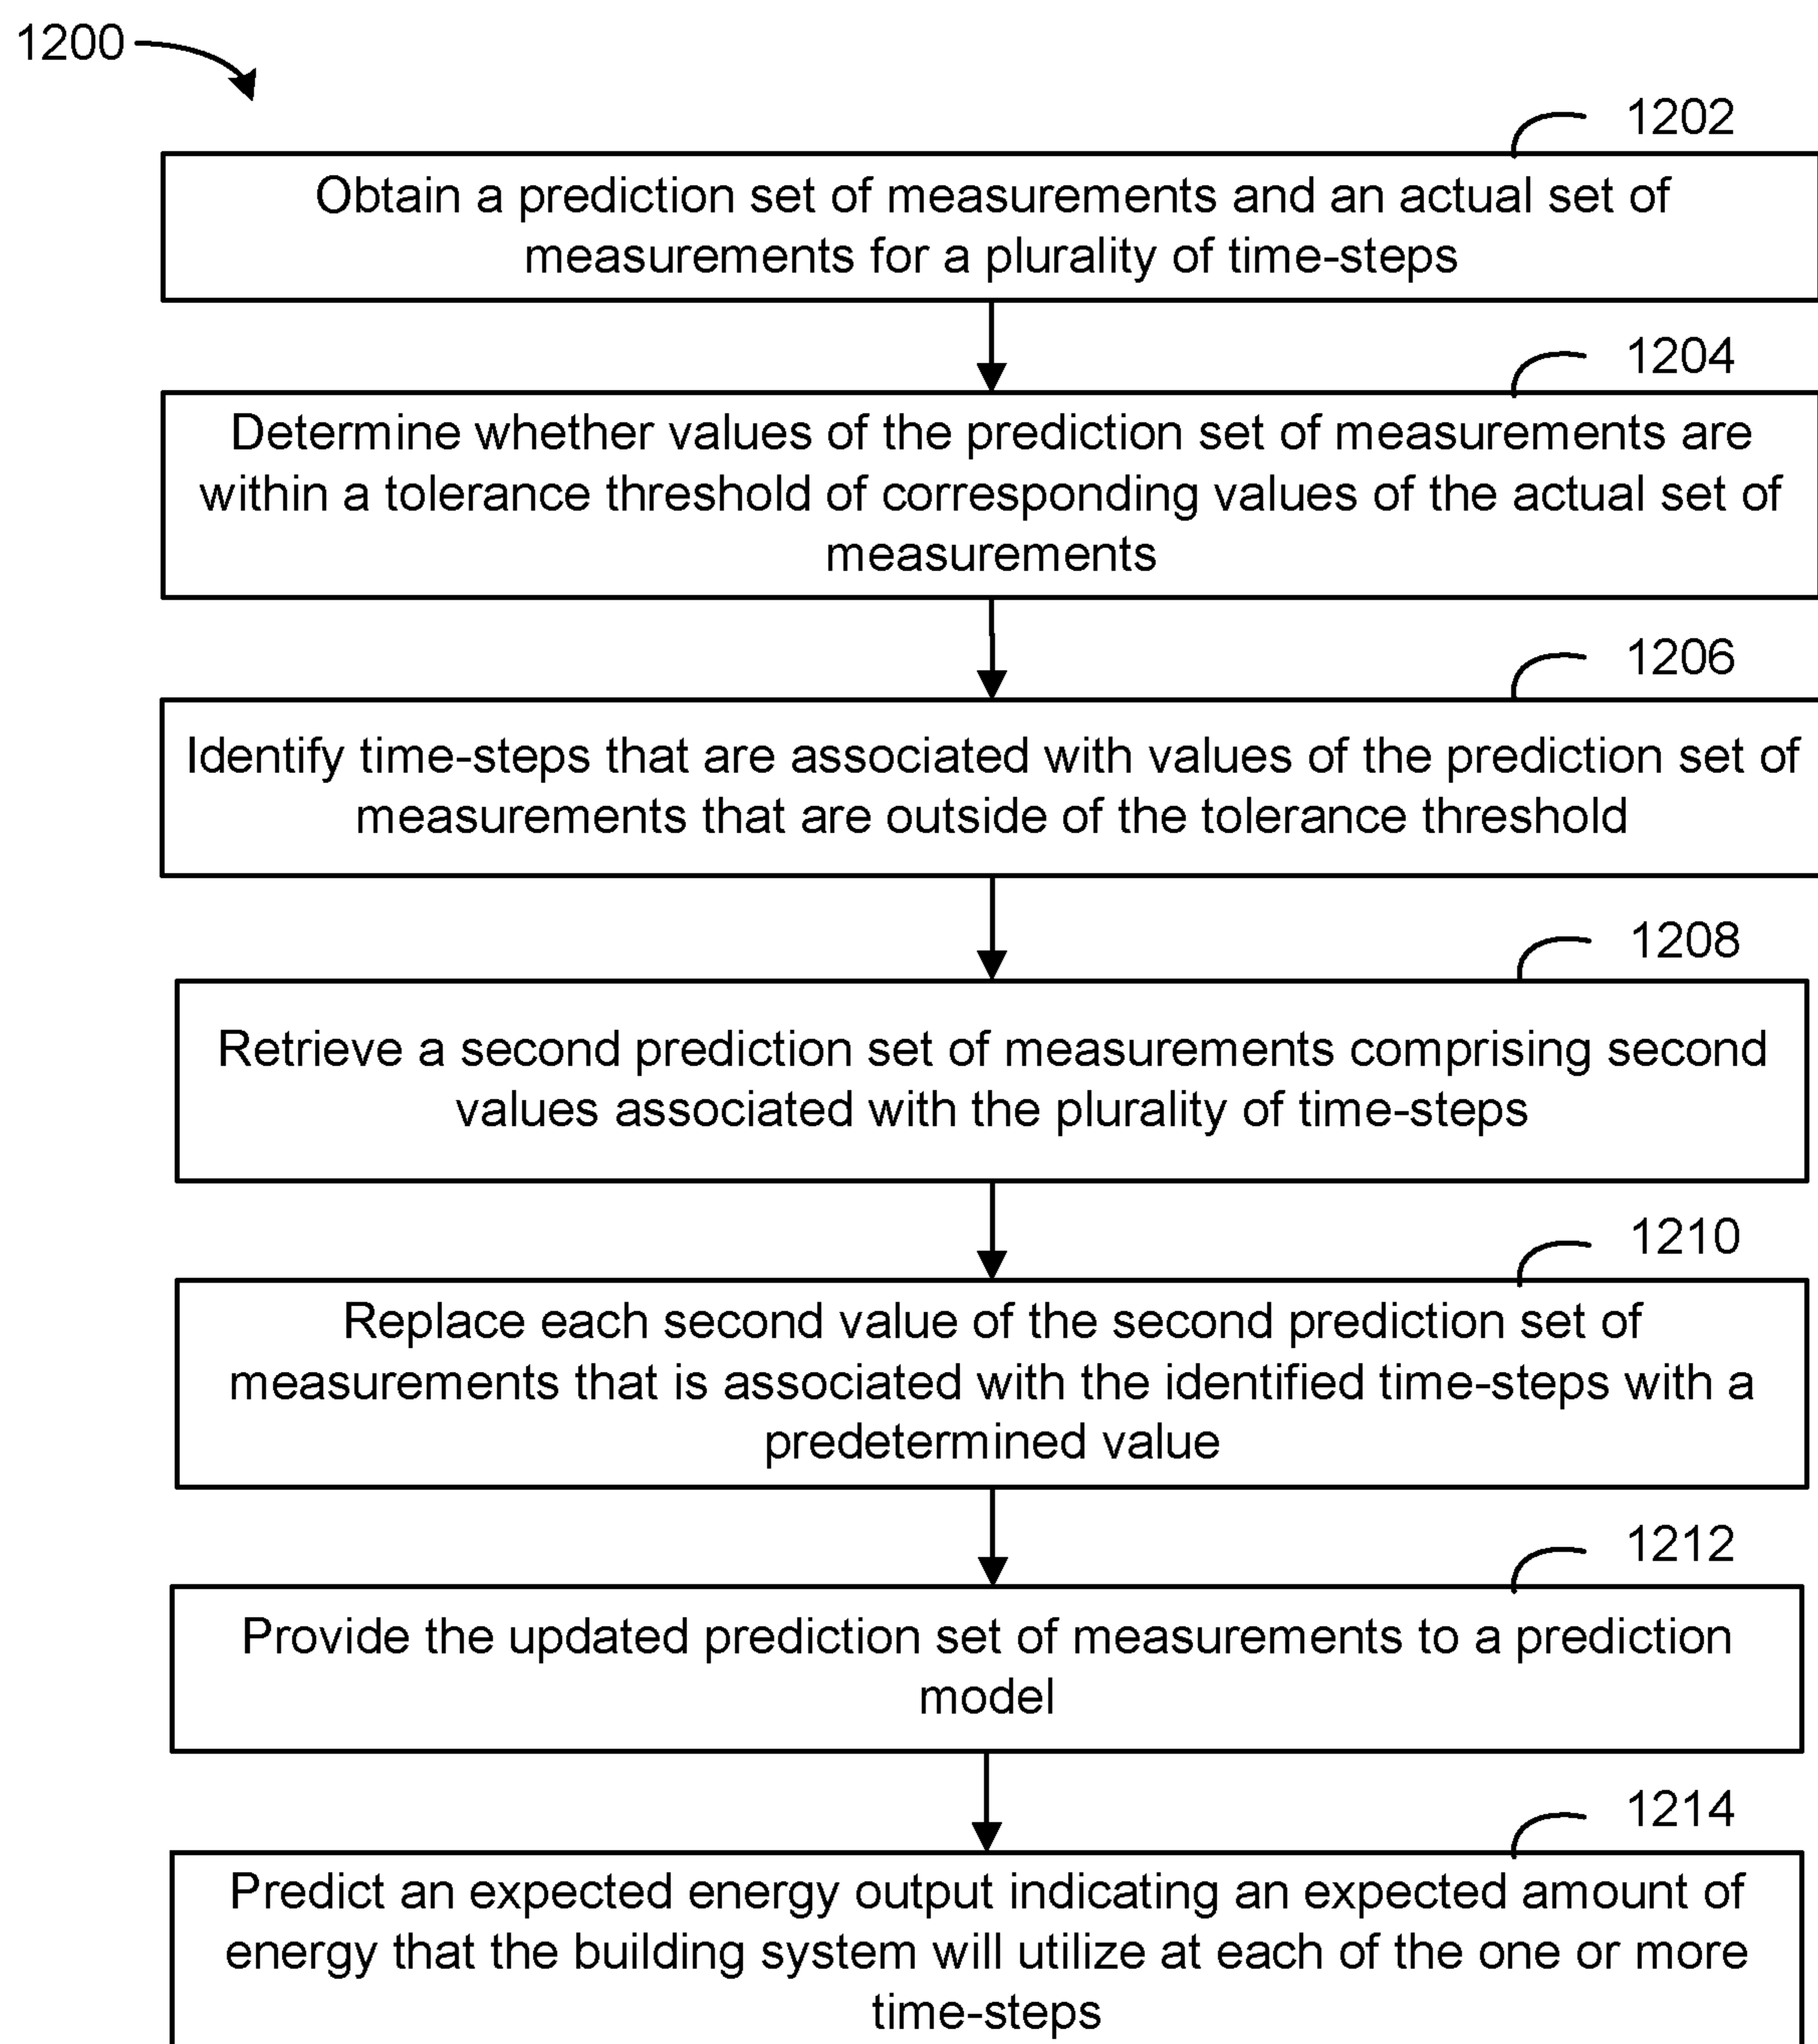 1200
1202
Obtain a prediction set of measurements and an actual set of
measurements for a plurality of time-steps
1204
Determine whether values of the prediction set of measurements are
within a tolerance threshold of corresponding values of the actual set of
measurements
1206
Identify time-steps that are associated with values of the prediction set of
measurements that are outside of the tolerance threshold
1208
Retrieve a second prediction set of measurements comprising second
values associated with the plurality of time-steps
1210
Replace each second value of the second prediction set of
measurements that is associated with the identified time-steps with a
predetermined value
1212
Provide the updated prediction set of measurements to a prediction
model
1214
Predict an expected energy output indicating an expected amount of
energy that the building system will utilize at each of the one or more
time-steps